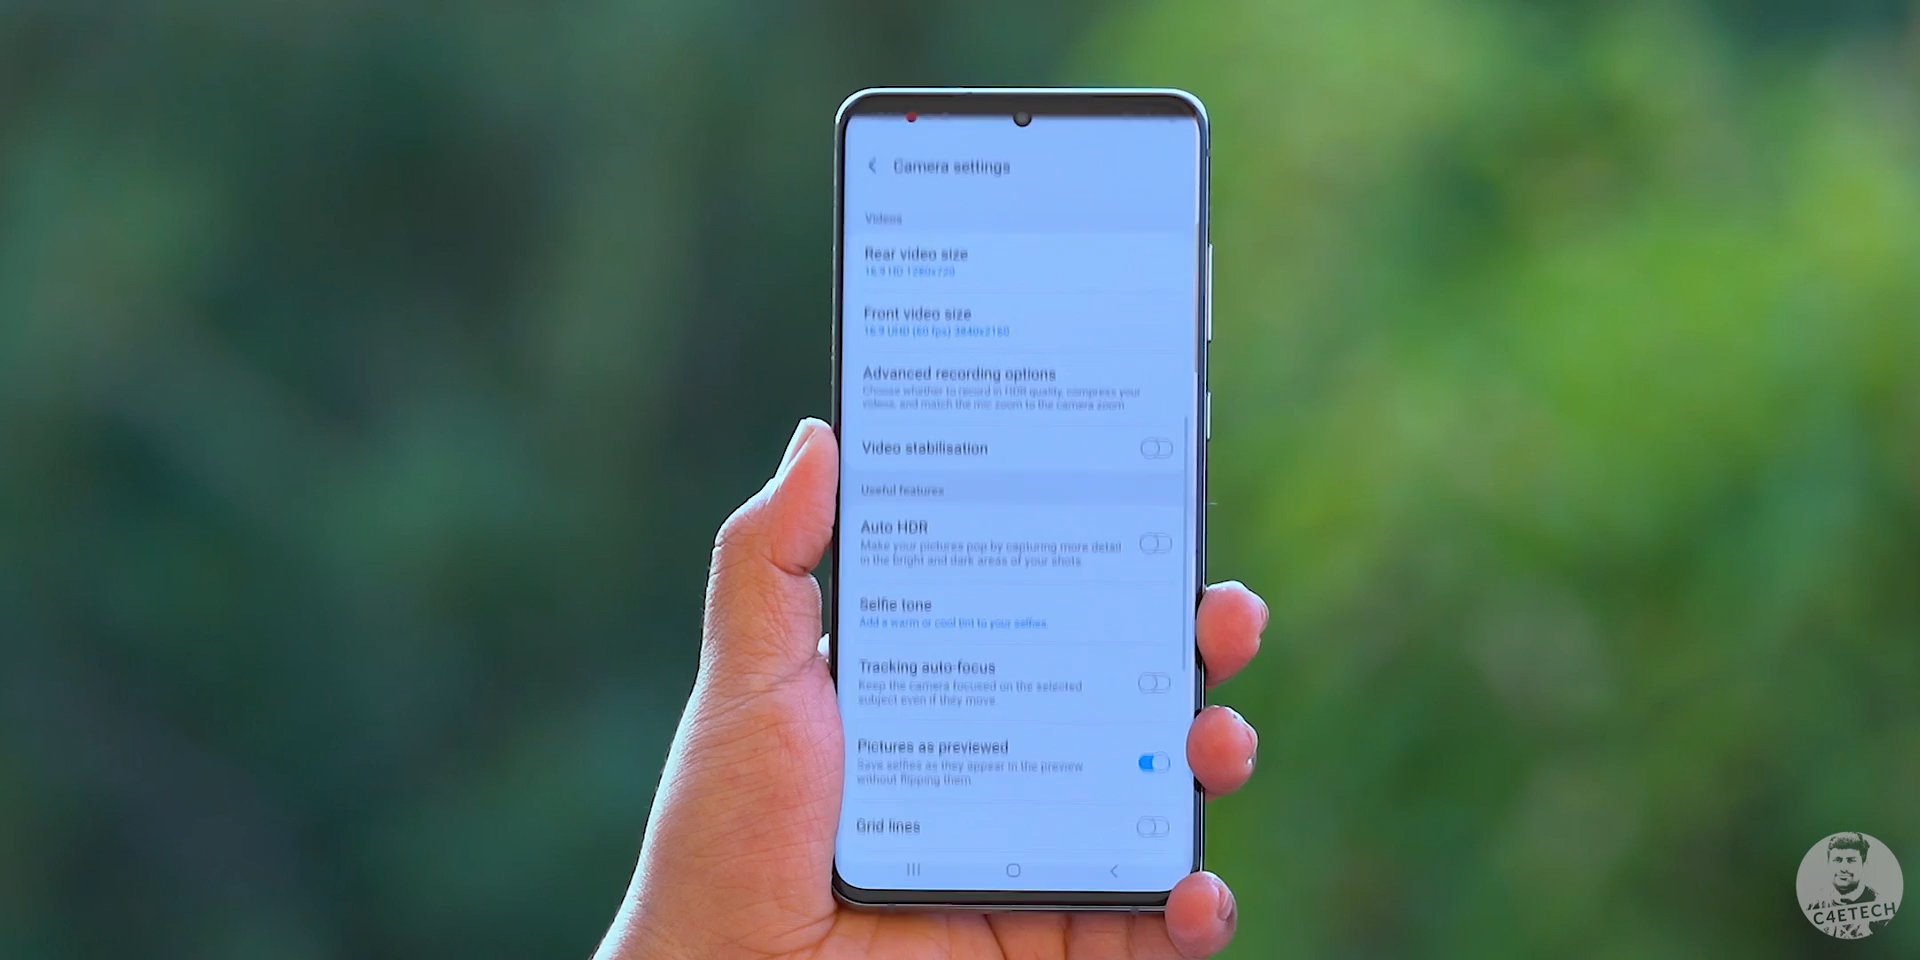 Camera settings
Videos
Rear video size
16:9 HD 1280x720
Front video size
16:9 UHD (60 fps) 3840x2160
Advanced recording options
Choose whether to record in HDR quality, compress your
videos, and match the mic zoom to the camera zoom.
Video stabilisation
Useful features
Auto HDR
Make your pictures pop by capturing more detail
in the bright and dark areas of your shots.
Selfie tone
Add a warm or cool tint to your selfies.
Tracking auto-focus
Keep the camera focused on the selected
subject even if they move.
Pictures as previewed
Save selfies as they appear in the preview
without flipping them.
Grid lines
C4ETECH